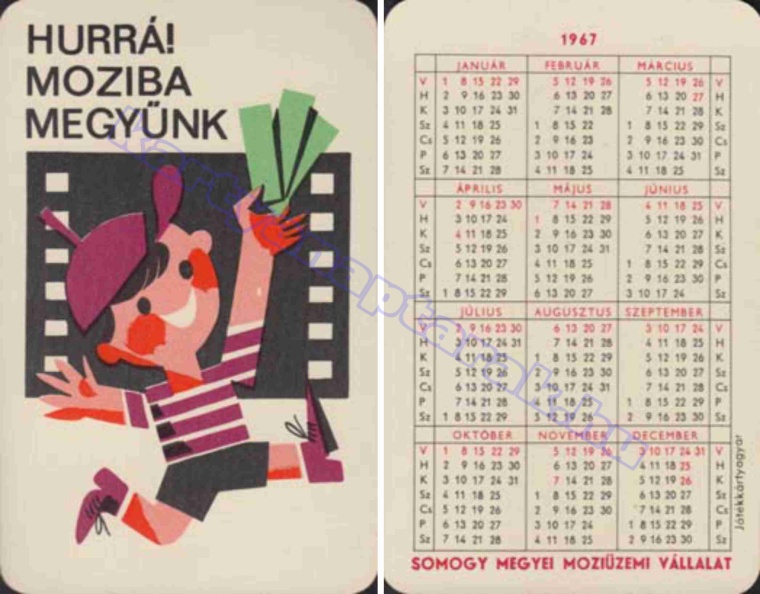 HURRÁ!
MOZIBA
MEGYÜNK
1967
JANUÁR FEBRUÁR MÁRCIUS
V 1 8 15 22 29 5 12 19 26 5 12 19 26 V
H 2 9 16 23 30 6 13 20 27 6 13 20 27 H
K 3 10 17 24 31 7 14 21 28 7 14 21 28 K
Sz 4 11 18 25 1 8 15 22 1 8 15 22 29 Sz
Cs 5 12 19 26 2 9 16 23 2 9 16 23 30 Cs
P 6 13 20 27 3 10 17 24 3 10 17 24 31 P
Sz 7 14 21 28 4 11 18 25 4 11 18 25 Sz
ÁPRILIS MÁJUS JÚNIUS
V 2 9 16 23 30 7 14 21 28 4 11 18 25 V
H 3 10 17 24 1 8 15 22 29 5 12 19 26 H
K 4 11 18 25 2 9 16 23 30 6 13 20 27 K
Sz 5 12 19 26 3 10 17 24 31 7 14 21 28 Sz
Cs 6 13 20 27 4 11 18 25 1 8 15 22 29 Cs
P 7 14 21 28 5 12 19 26 2 9 16 23 30 P
Sz 1 8 15 22 29 6 13 20 27 3 10 17 24 Sz
JÚLIUS AUGUSZTUS SZEPTEMBER
V 2 9 16 23 30 6 13 20 27 3 10 17 24 V
H 3 10 17 24 31 7 14 21 28 4 11 18 25 H
K 4 11 18 25 1 8 15 22 29 5 12 19 26 K
Sz 5 12 19 26 2 9 16 23 30 6 13 20 27 Sz
Cs 6 13 20 27 3 10 17 24 31 7 14 21 28 Cs
P 7 14 21 28 4 11 18 25 1 8 15 22 29 P
Sz 1 8 15 22 29 5 12 19 26 2 9 16 23 30 Sz
OKTÓBER NOVEMBER DECEMBER
V 1 8 15 22 29 5 12 19 26 3 10 17 24 31 V
H 2 9 16 23 30 6 13 20 27 4 11 18 25 H
K 3 10 17 24 31 7 14 21 28 5 12 19 26 K
Sz 4 11 18 25 1 8 15 22 29 6 13 20 27 Sz
Cs 5 12 19 26 2 9 16 23 30 7 14 21 28 Cs
P 6 13 20 27 3 10 17 24 1 8 15 22 29 P
Sz 7 14 21 28 4 11 18 25 2 9 16 23 30 Sz
Játékkártyagyár
SOMOGY MEGYEI MOZIÜZEMI VÁLLALAT